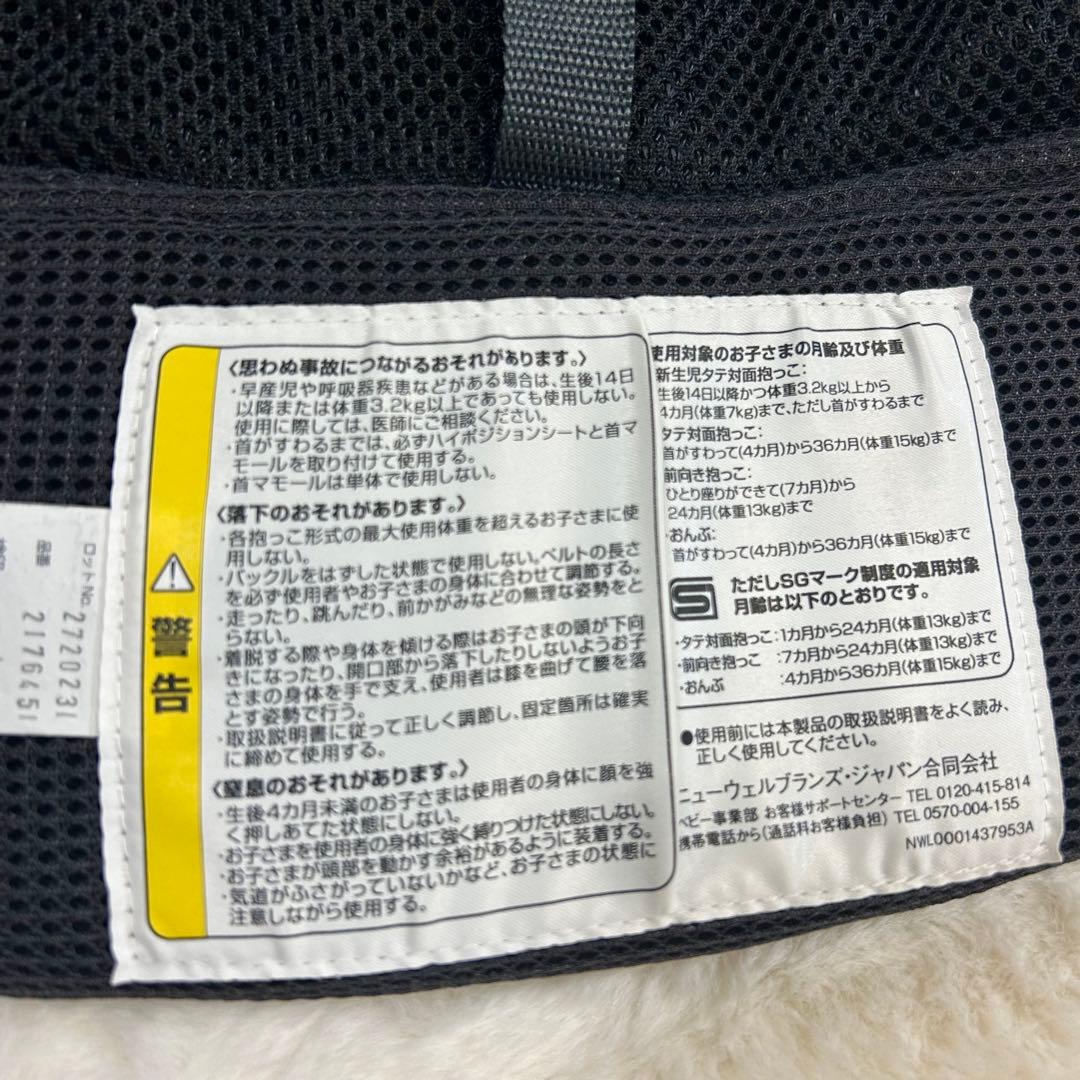 ロットNo. 2720231
品番 2176451
警告
〈思わぬ事故につながるおそれがあります。〉
・早産児や呼吸器疾患などがある場合は、生後14日
以降または体重3.2kg以上であっても使用しない。
使用に際しては、医師にご相談ください。
・首がすわるまでは、必ずハイポジションシートと首マ
モールを取り付けて使用する。
・首マモールは単体で使用しない。
〈落下のおそれがあります。〉
・各抱っこ形式の最大使用体重を超えるお子さまに使
用しない。
・バックルをはずした状態で使用しない。ベルトの長さ
を必ず使用者やお子さまの身体に合わせて調節する。
・走ったり、跳んだり、前かがみなどの無理な姿勢をと
らない。
・着脱する際や身体を傾ける際はお子さまの頭が下向
きになったり、開口部から落下したりしないようお子
さまの身体を手で支え、使用者は膝を曲げて腰を落
とす姿勢で行う。
・取扱説明書に従って正しく調節し、固定箇所は確実
に締めて使用する。
〈窒息のおそれがあります。〉
・生後4カ月未満のお子さまは使用者の身体に顔を強
く押しあてた状態にしない。
・お子さまを使用者の身体に強く縛りつけた状態にしない。
・お子さまが頭部を動かす余裕があるように装着する。
・気道がふさがっていないかなど、お子さまの状態に
注意しながら使用する。
使用対象のお子さまの月齢及び体重
新生児タテ対面抱っこ：
生後14日以降かつ体重3.2kg以上から
4カ月(体重7kg)まで、ただし首がすわるまで
タテ対面抱っこ：
首がすわって(4カ月)から36カ月(体重15kg)まで
前向き抱っこ：
ひとり座りができて(7カ月)から
24カ月(体重13kg)まで
おんぶ：
首がすわって(4カ月)から36カ月(体重15kg)まで
ただしSGマーク制度の適用対象
月齢は以下のとおりです。
・タテ対面抱っこ：1カ月から24カ月(体重13kg)まで
・前向き抱っこ ：7カ月から24カ月(体重13kg)まで
・おんぶ ：4カ月から36カ月(体重15kg)まで
●使用前には本製品の取扱説明書をよく読み、
正しく使用してください。
ニューウェルブランズ・ジャパン合同会社
ベビー事業部 お客様サポートセンター TEL 0120-415-814
携帯電話から(通話料お客様負担) TEL 0570-004-155
NWL0001437953A